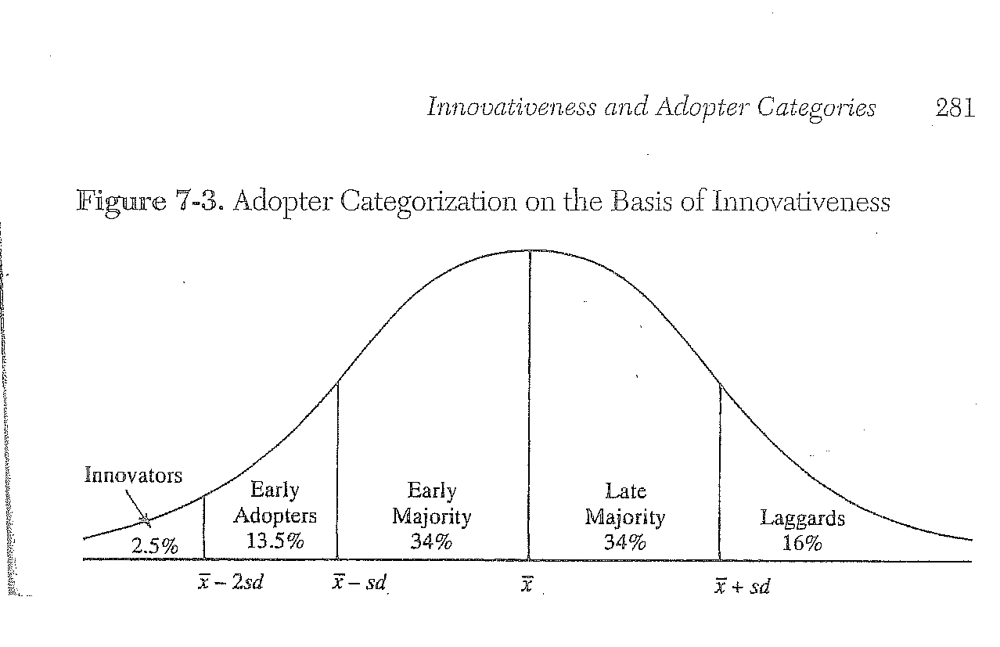 Innovativeness and Adopter Categories 281
Figure 7-3. Adopter Categorization on the Basis of Innovativeness
Innovators
2.5%
Early
Adopters
13.5%
Early
Majority
34%
Late
Majority
34%
Laggards
16%
x̄ – 2sd
x̄ – sd
x̄
x̄ + sd